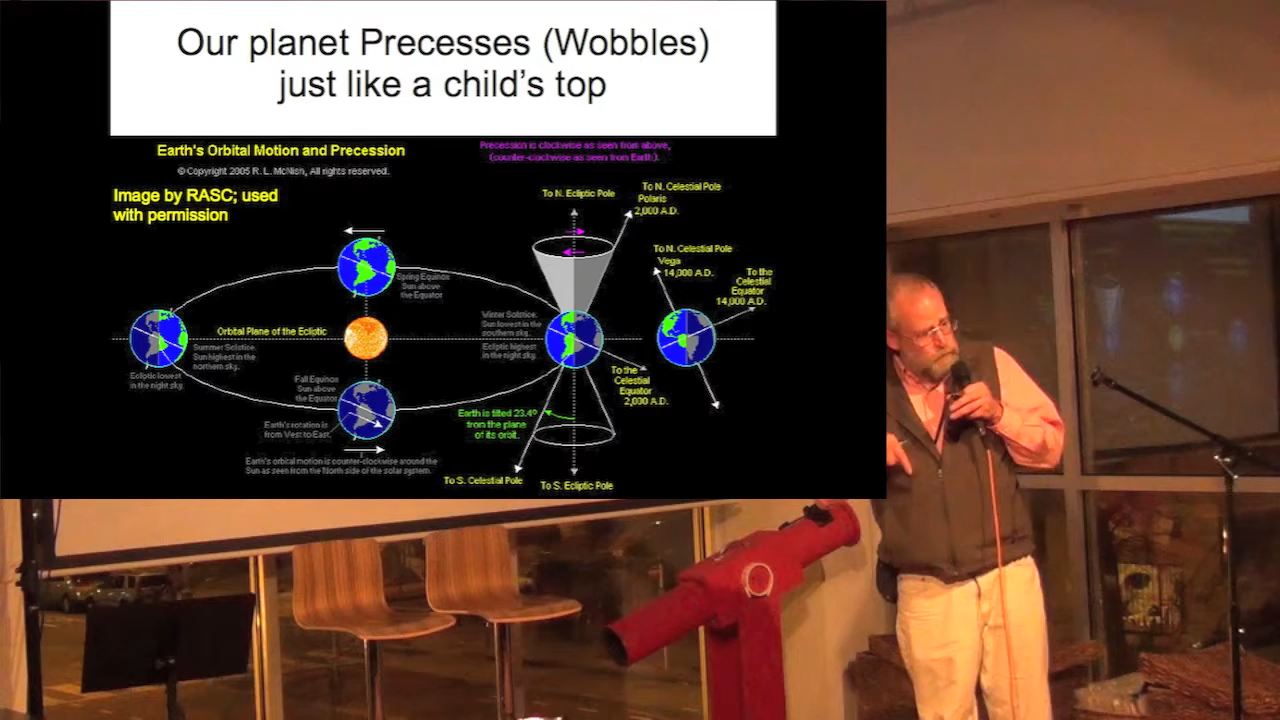 Our planet Precesses (Wobbles)
just like a child's top
Earth's Orbital Motion and Precession
© Copyright 2005 R. L. McNish, All rights reserved.
Image by RASC; used
with permission
Precession is clockwise as seen from above,
(counter-clockwise as seen from Earth).
To N. Ecliptic Pole
To N. Celestial Pole
Polaris
2,000 A.D.
To N. Celestial Pole
Vega
14,000 A.D.
To the
Celestial
Equator
14,000 A.D.
Spring Equinox
Sun above
the Equator
Orbital Plane of the Ecliptic
Summer Solstice.
Sun highest in the
northern sky.
Ecliptic lowest
in the night sky.
Winter Solstice.
Sun lowest in the
southern sky.
Ecliptic highest
in the night sky.
Fall Equinox
Sun above
the Equator
To the
Celestial
Equator
2,000 A.D.
Earth is tilted 23.4º
from the plane
of its orbit.
Earth's rotation is
from West to East.
Earth's orbital motion is counter-clockwise around the
Sun as seen from the North side of the solar system.
To S. Celestial Pole
To S. Ecliptic Pole